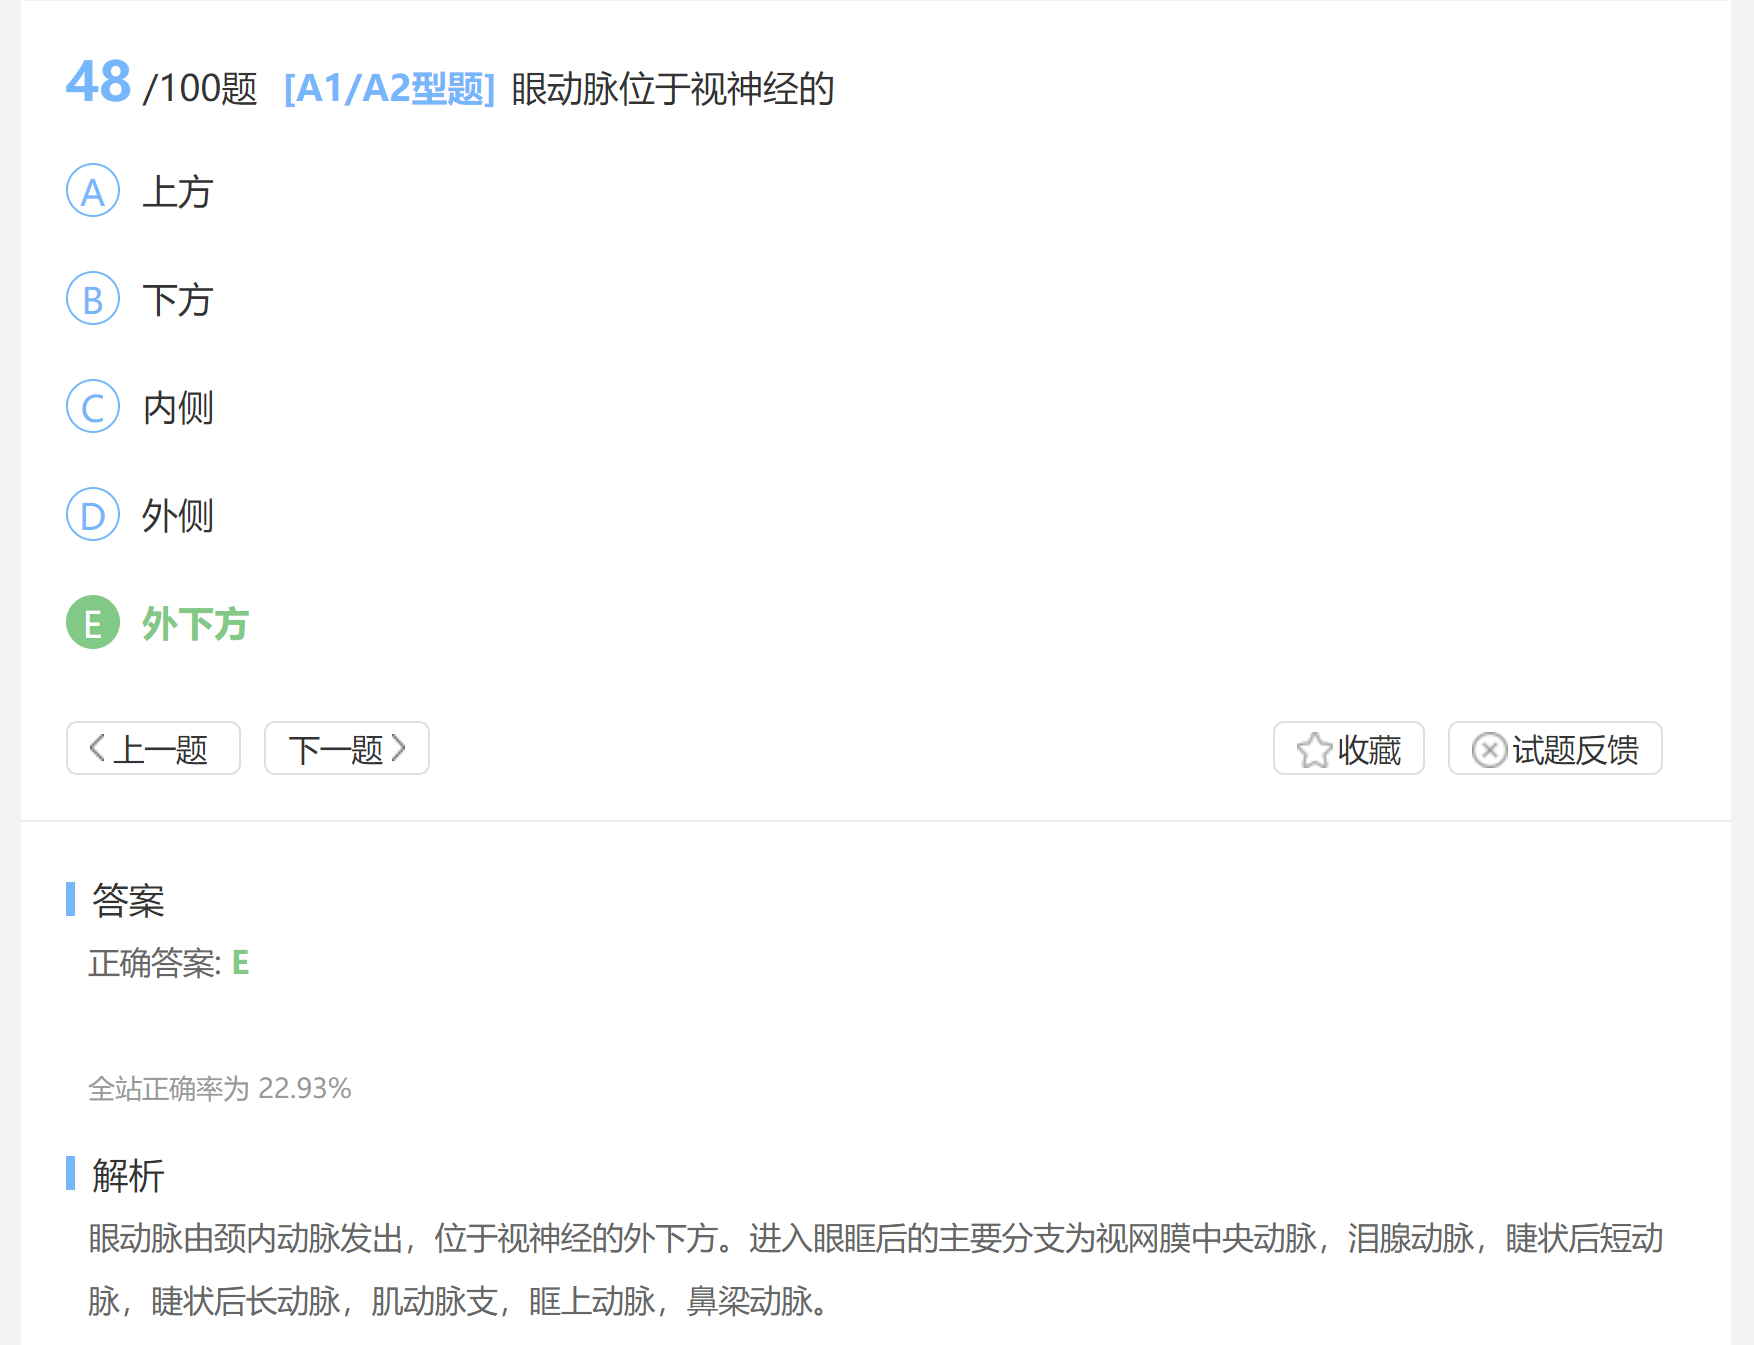 48 /100题 [A1/A2型题] 眼动脉位于视神经的
A 上方
B 下方
C 内侧
D 外侧
E 外下方
上一题 下一题 收藏 试题反馈
答案
正确答案: E
全站正确率为 22.93%
解析
眼动脉由颈内动脉发出，位于视神经的外下方。进入眼眶后的主要分支为视网膜中央动脉，泪腺动脉，睫状后短动
脉，睫状后长动脉，肌动脉支，眶上动脉，鼻梁动脉。